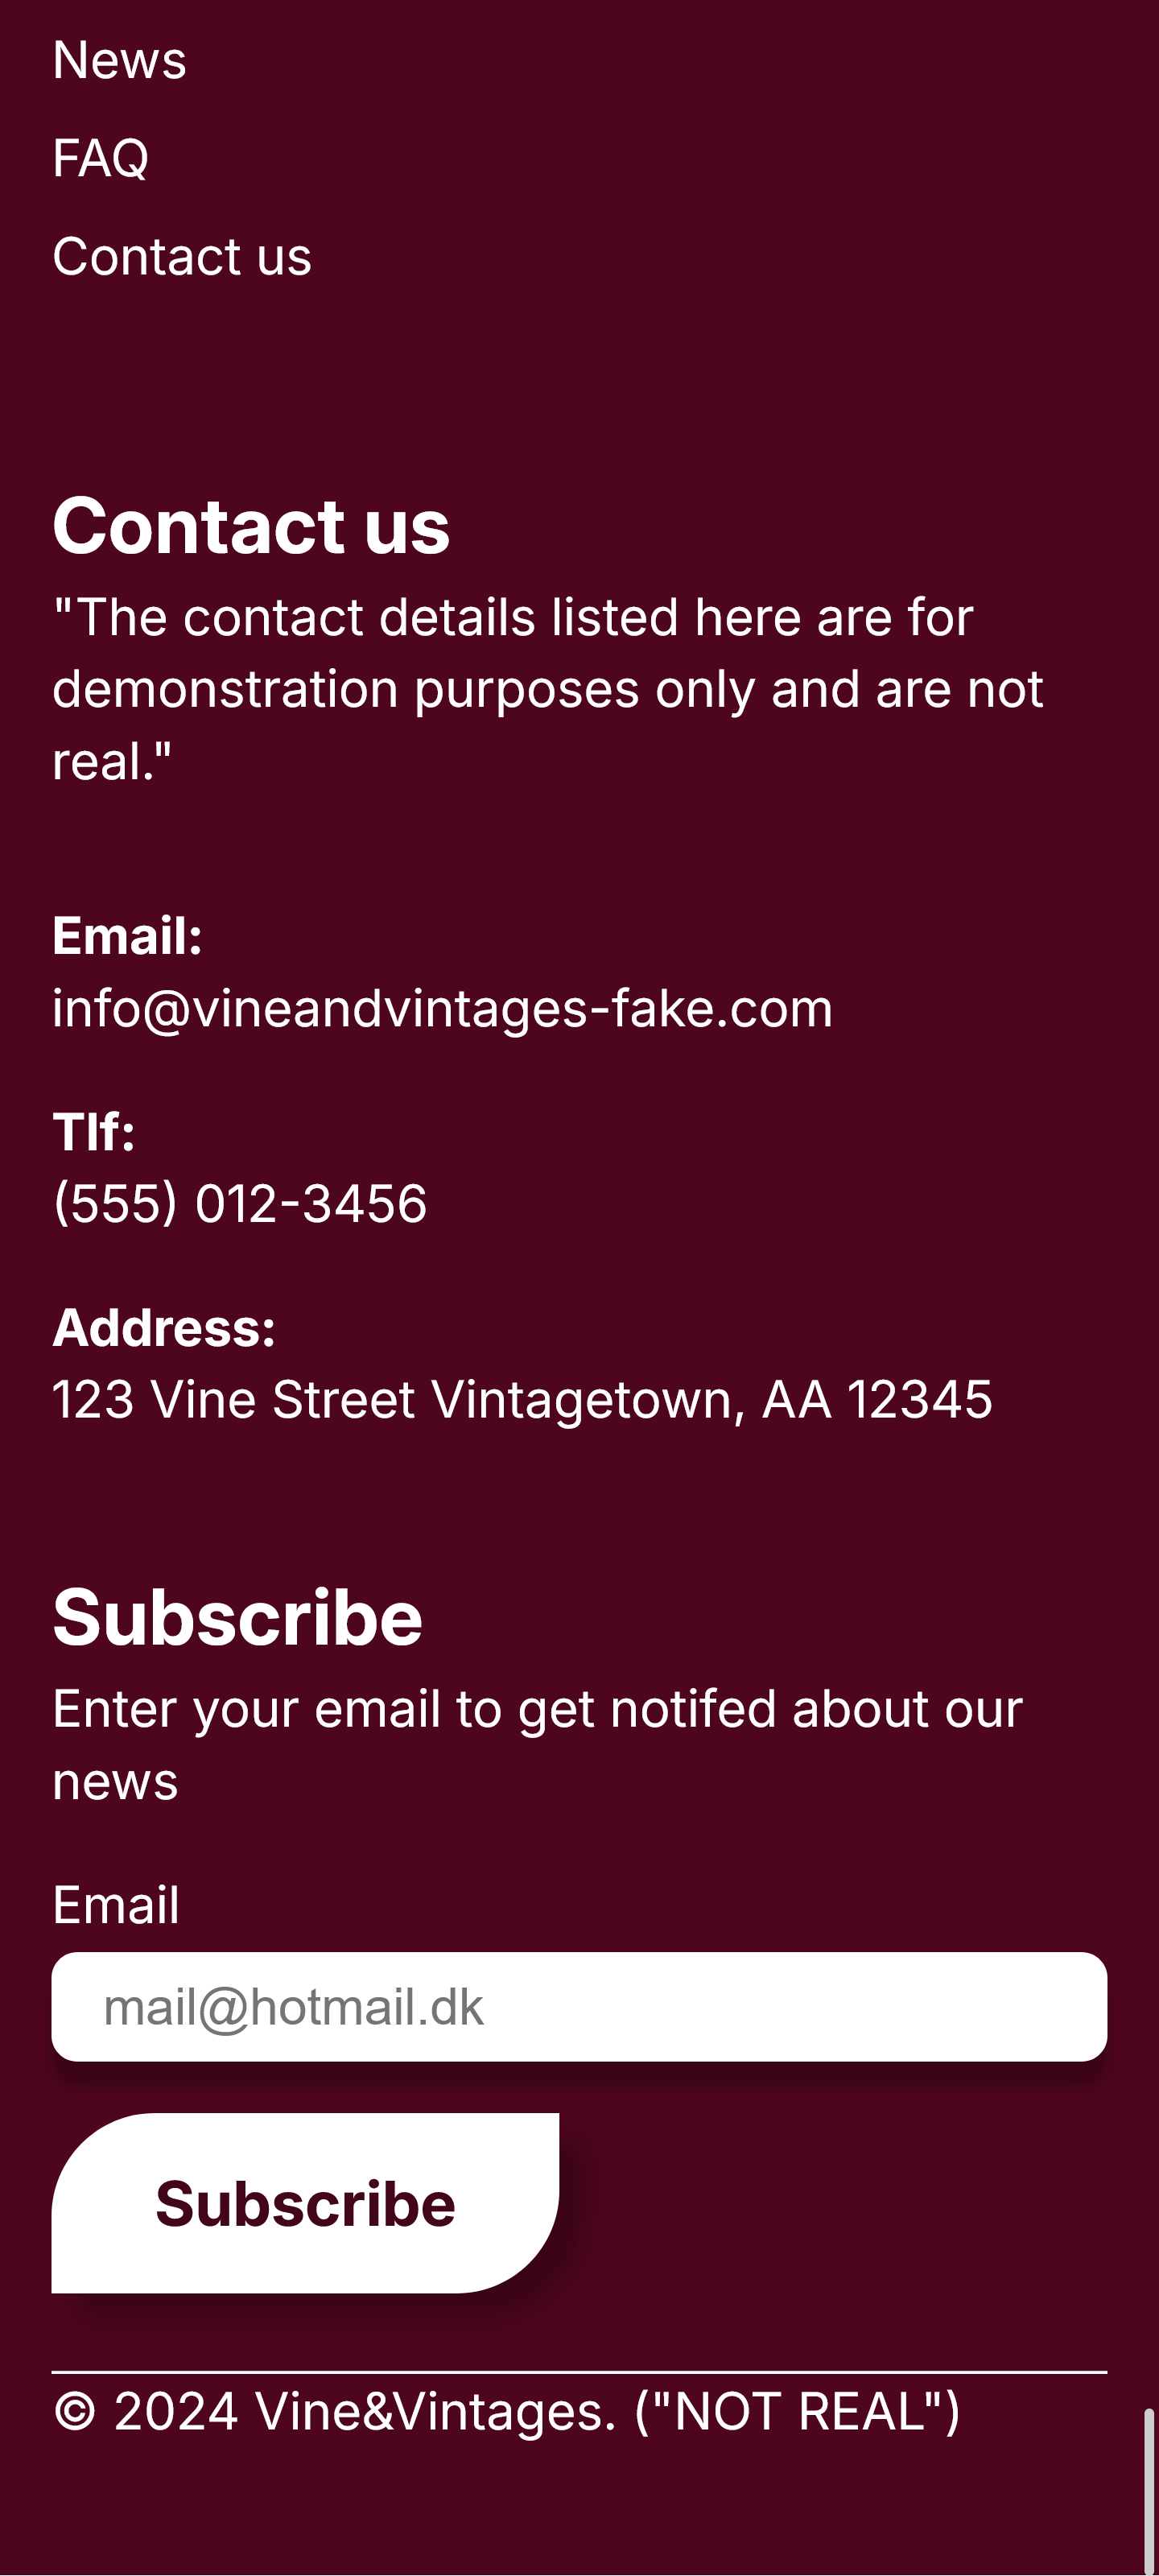 News
FAQ
Contact us
Contact us
"The contact details listed here are for
demonstration purposes only and are not
real."
Email:
info@vineandvintages-fake.com
Tlf:
(555) 012-3456
Address:
123 Vine Street Vintagetown, AA 12345
Subscribe
Enter your email to get notifed about our
news
Email
mail@hotmail.dk
Subscribe
© 2024 Vine&Vintages. ("NOT REAL")